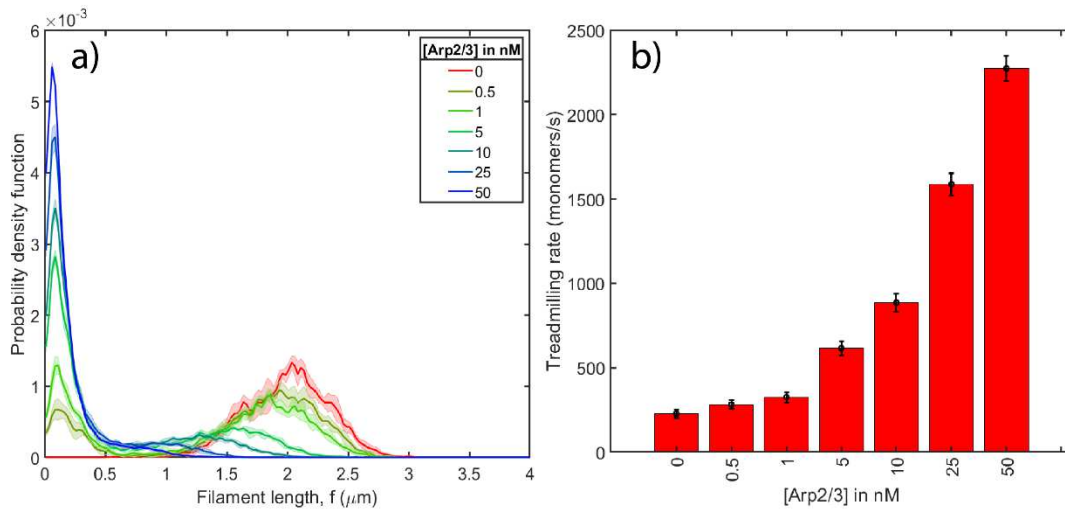 ×10-3
6
5
4
3
2
1
0
Probability density function
a)
[Arp2/3] in nM
0
0.5
1
5
10
25
50
0 0.5 1 1.5 2 2.5 3 3.5 4
Filament length, f (μm)
b)
2500
2000
1500
1000
500
0
Treadmilling rate (monomers/s)
0 0.5 1 5 10 25 50
[Arp2/3] in nM